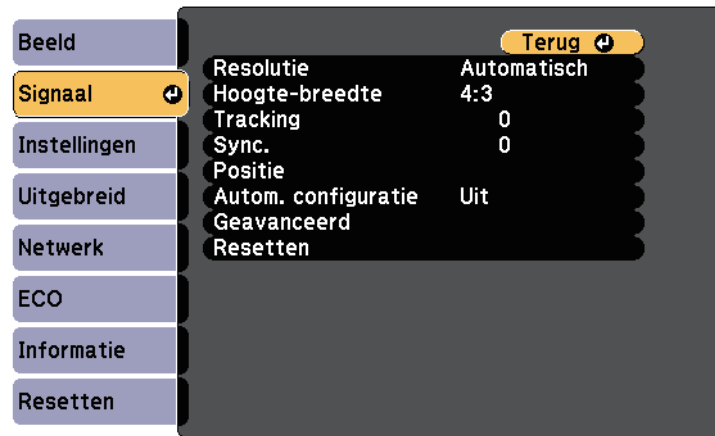 Beeld
Signaal
Instellingen
Uitgebreid
Netwerk
ECO
Informatie
Resetten
Terug
Resolutie Automatisch
Hoogte-breedte 4:3
Tracking 0
Sync. 0
Positie
Autom. configuratie Uit
Geavanceerd
Resetten